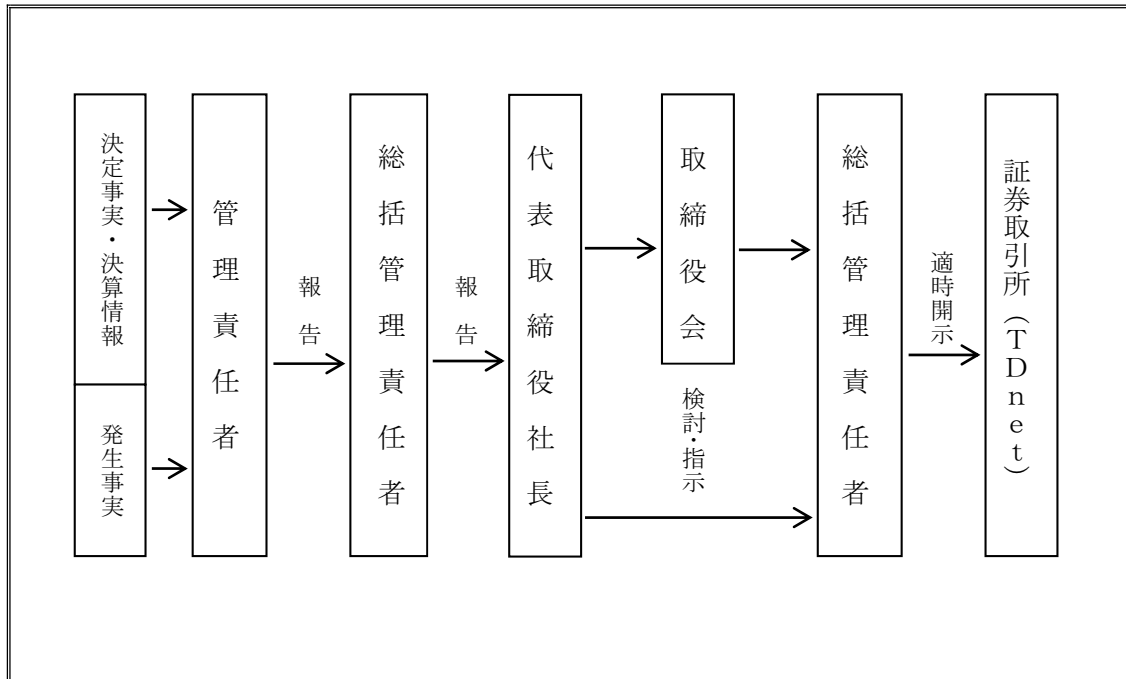 決定事実・決算情報
発生事実
管理責任者
報告
総括管理責任者
報告
代表取締役社長
取締役会
検討・指示
総括管理責任者
適時開示
証券取引所（TDnet）